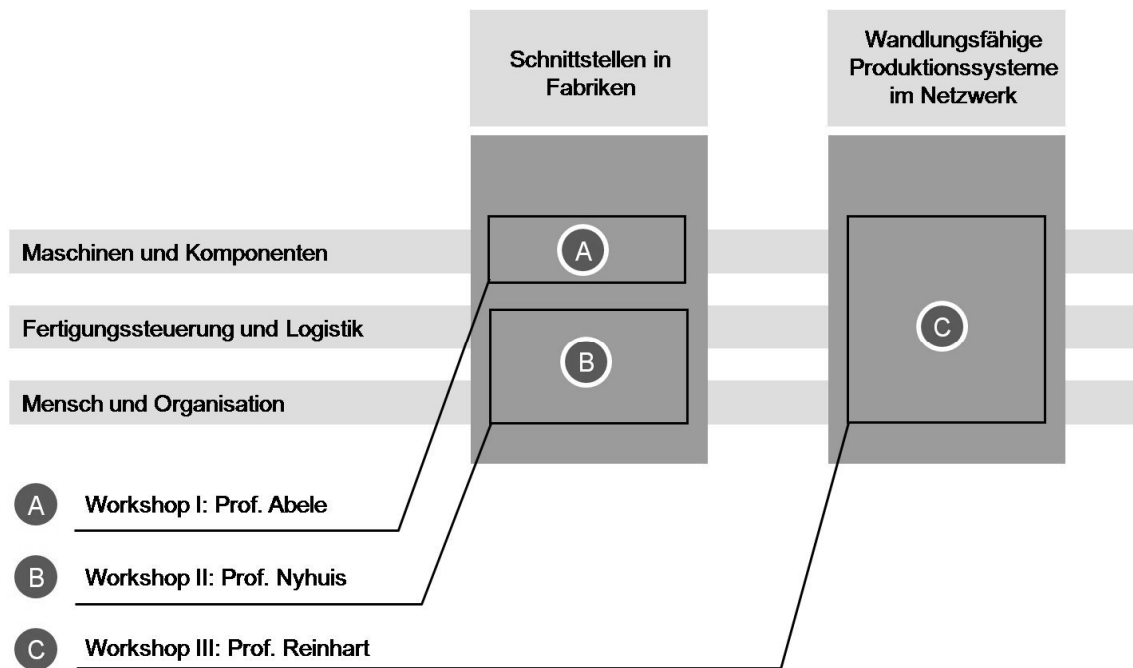 Schnittstellen in
Fabriken
Wandlungsfähige
Produktionssysteme
im Netzwerk
Maschinen und Komponenten
A
Fertigungssteuerung und Logistik
B
C
Mensch und Organisation
A Workshop I: Prof. Abele
B Workshop II: Prof. Nyhuis
C Workshop III: Prof. Reinhart